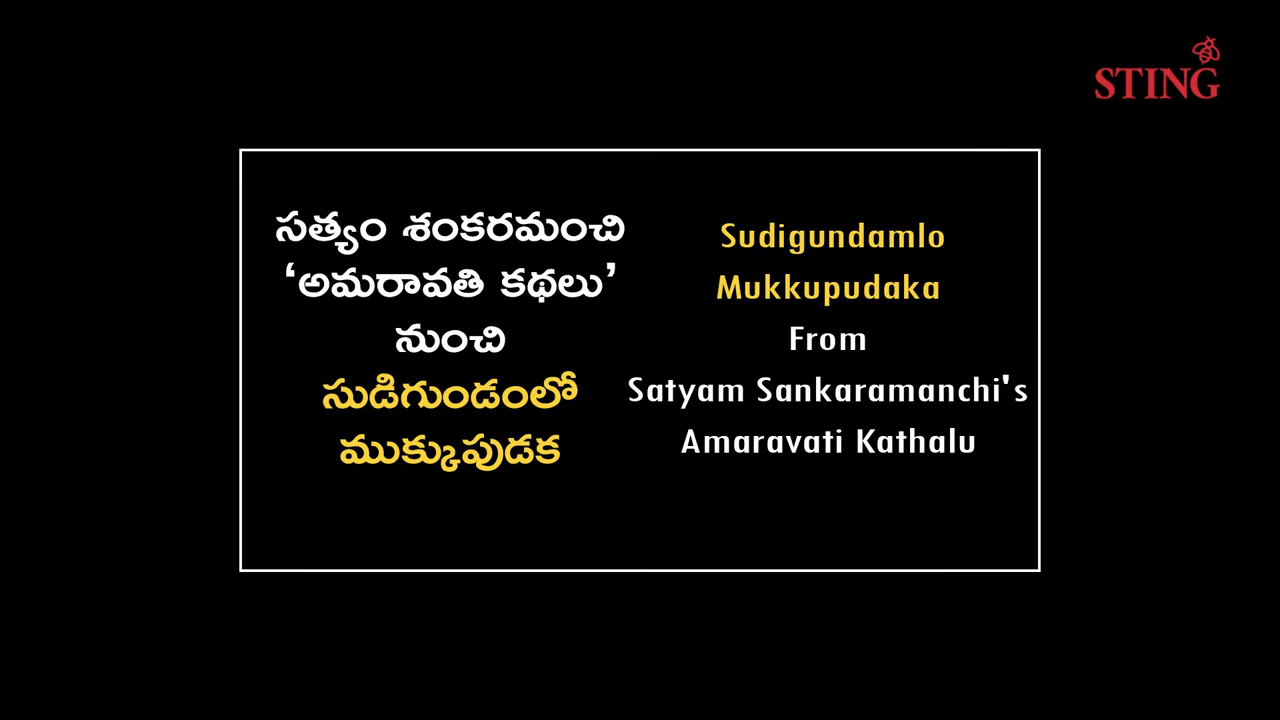 STING
సత్యం శంకరమంచి
‘అమరావతి కథలు’
నుంచి
సుడిగుండంలో
ముక్కుపుడక
Sudigundamlo
Mukkupudaka
From
Satyam Sankaramanchi's
Amaravati Kathalu